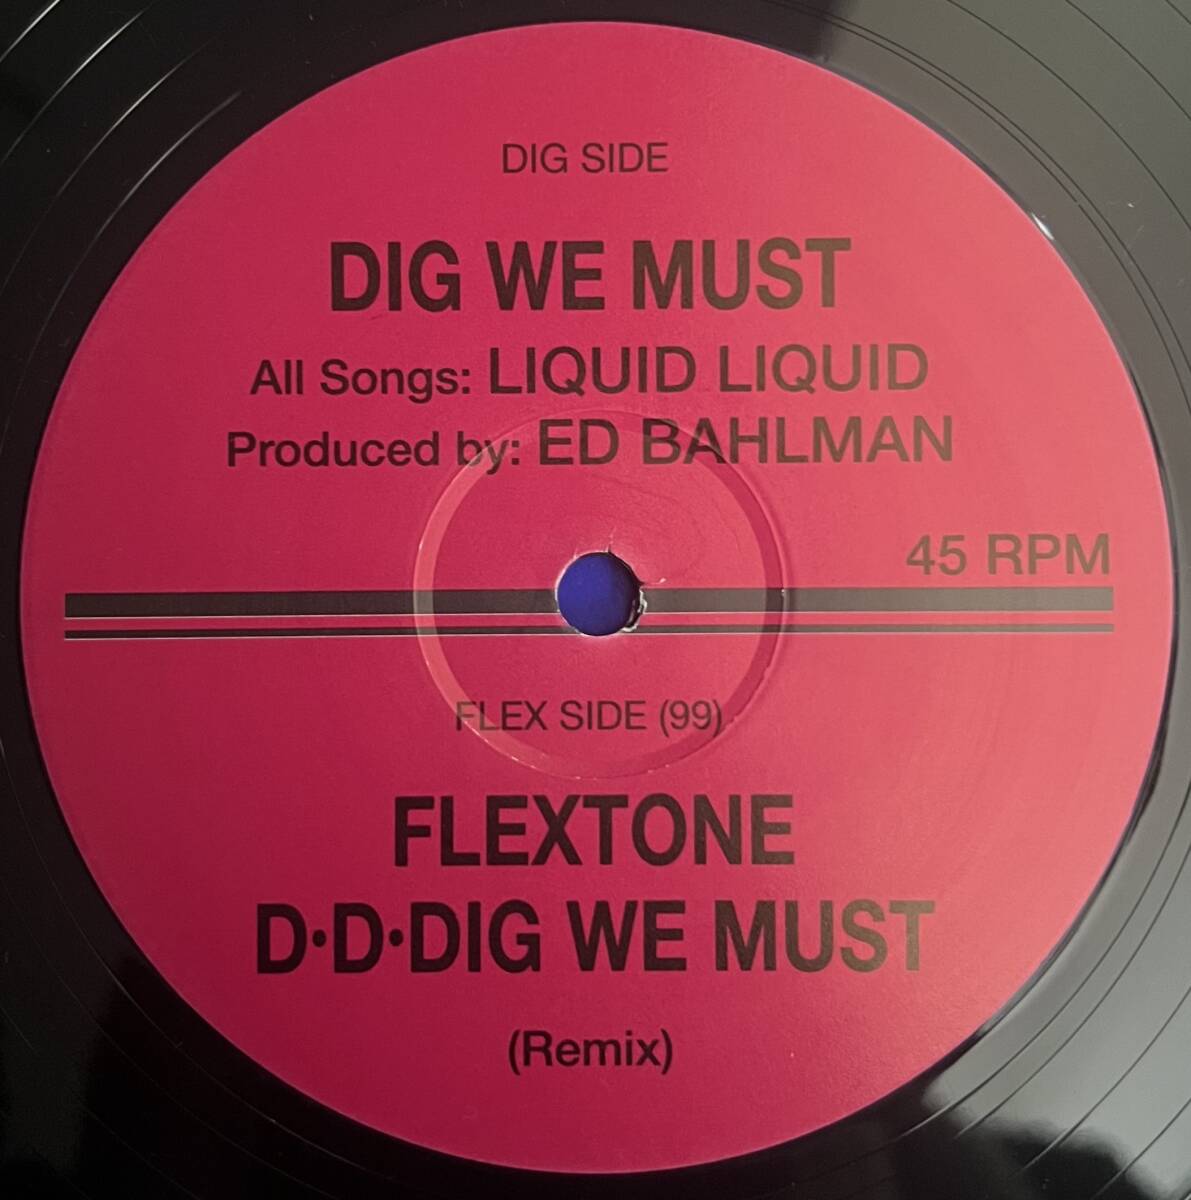 DIG SIDE
DIG WE MUST
All Songs: LIQUID LIQUID
Produced by: ED BAHLMAN
45 RPM
FLEX SIDE (99)
FLEXTONE
D·D·DIG WE MUST
(Remix)